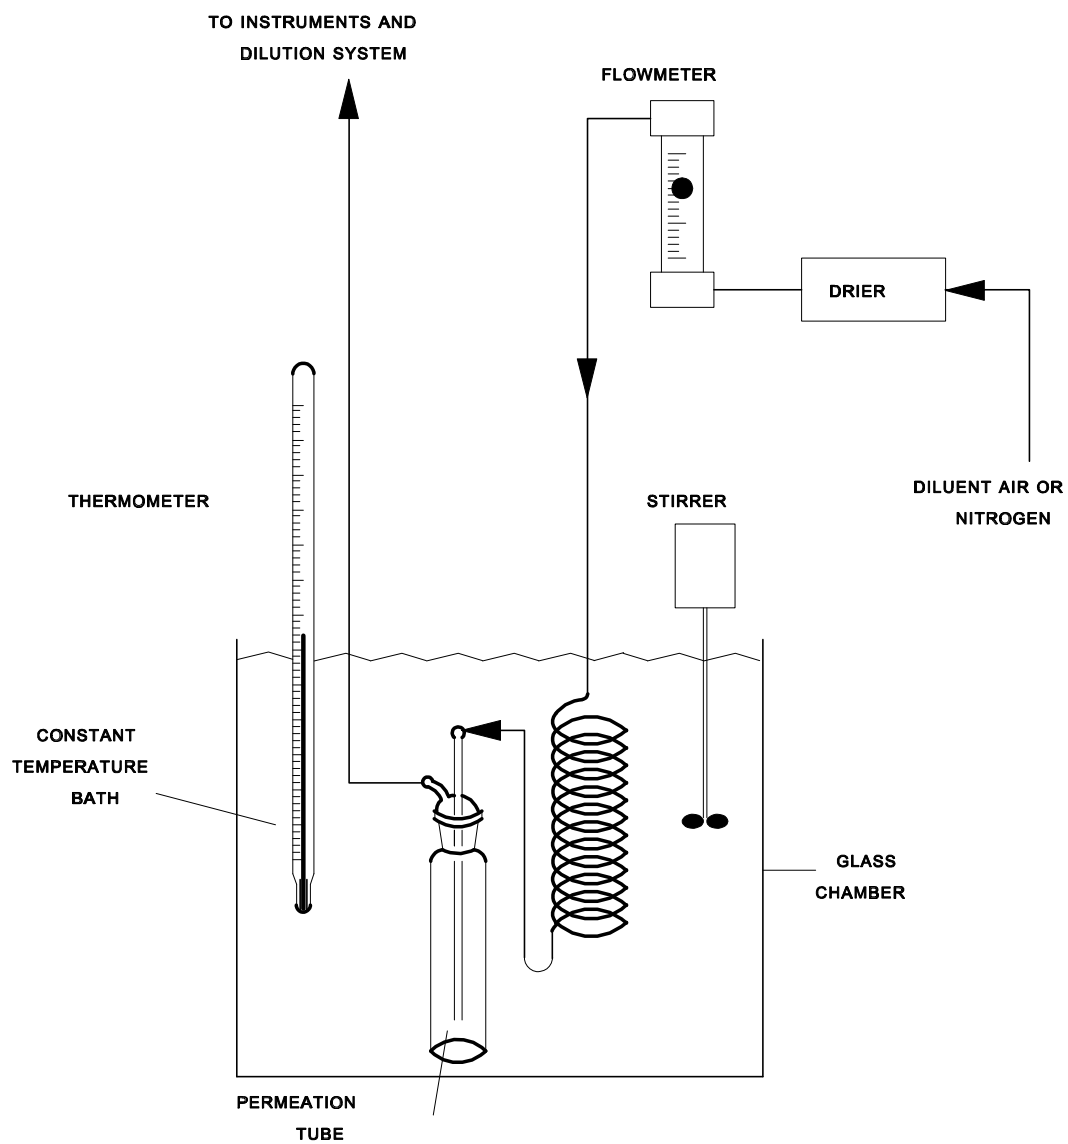 TO INSTRUMENTS AND
DILUTION SYSTEM
FLOWMETER
DRIER
THERMOMETER
STIRRER
DILUENT AIR OR
NITROGEN
CONSTANT
TEMPERATURE
BATH
GLASS
CHAMBER
PERMEATION
TUBE